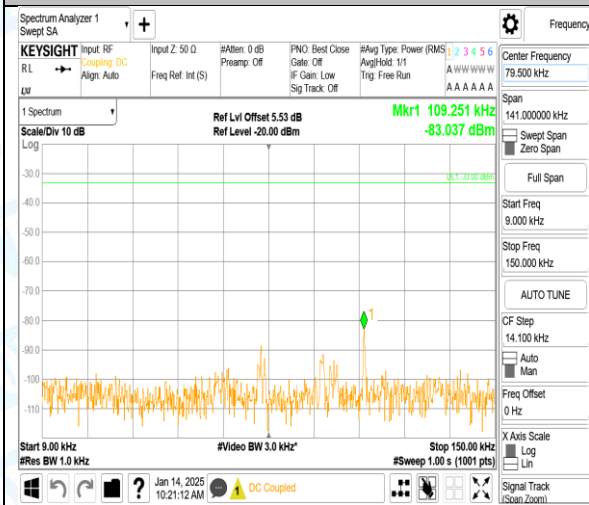 Spectrum Analyzer 1
Swept SA
Frequency
KEYSIGHT
RL
Input: RF
Coupling: DC
Align: Auto
Input Z: 50 Ω
Freq Ref: Int (S)
#Atten: 0 dB
Preamp: Off
PNO: Best Close
Gate: Off
IF Gain: Low
Sig Track: Off
#Avg Type: Power (RMS
Avg|Hold: 1/1
Trig: Free Run
1 2 3 4 5 6
A W W W W W
A A A A A A
LXI
1 Spectrum
Scale/Div 10 dB
Log
Ref Lvl Offset 5.53 dB
Ref Level -20.00 dBm
Mkr1 109.251 kHz
-83.037 dBm
-30.0
-40.0
-50.0
-60.0
-70.0
-80.0
-90.0
-100
-110
1
Start 9.00 kHz
#Res BW 1.0 kHz
#Video BW 3.0 kHz*
Stop 150.00 kHz
#Sweep 1.00 s (1001 pts)
Jan 14, 2025
10:21:12 AM
DC Coupled
Center Frequency
79.500 kHz
Span
141.000000 kHz
Swept Span
Zero Span
Full Span
Start Freq
9.000 kHz
Stop Freq
150.000 kHz
AUTO TUNE
CF Step
14.100 kHz
Auto
Man
Freq Offset
0 Hz
X Axis Scale
Log
Lin
Signal Track
(Span Zoom)